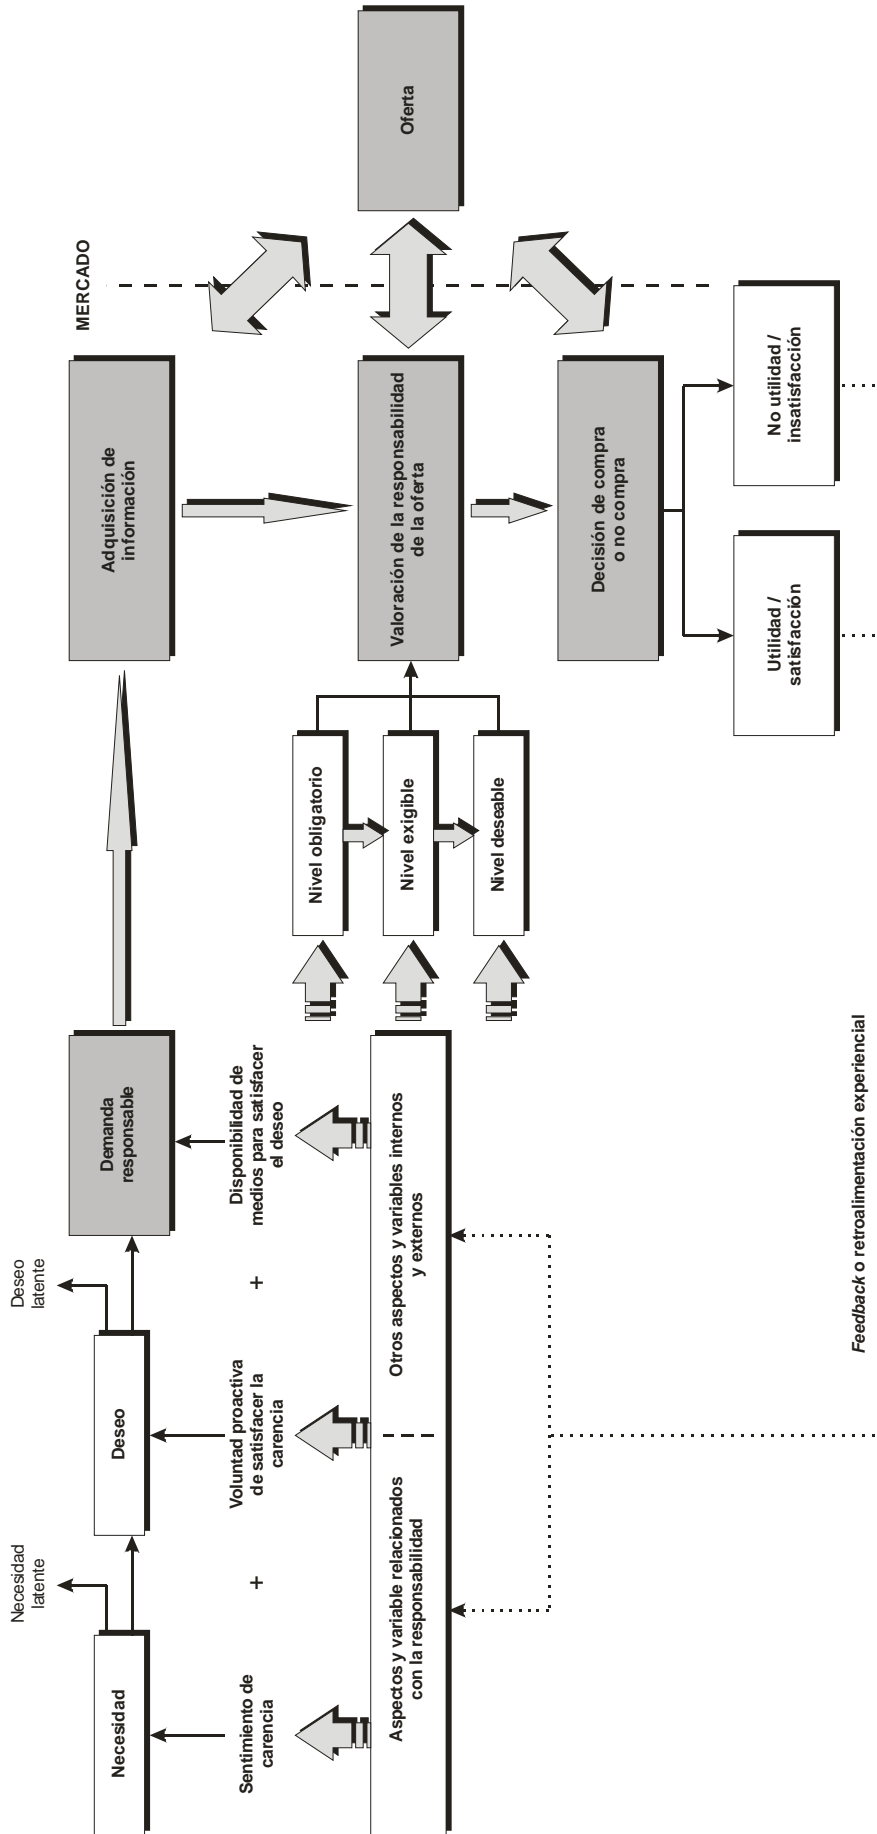 Necesidad
latente
Deseo
latente
MERCADO
Necesidad
Deseo
Demanda
responsable
Adquisición de
información
Sentimiento de
carencia
+
Voluntad proactiva
de satisfacer la
carencia
+
Disponibilidad de
medios para satisfacer
el deseo
Nivel obligatorio
Nivel exigible
Nivel deseable
Valoración de la responsabilidad
de la oferta
Oferta
Aspectos y variable relacionados
con la responsabilidad
Otros aspectos y variables internos
y externos
Decisión de compra
o no compra
Utilidad /
satisfacción
No utilidad /
insatisfacción
Feedback o retroalimentación experiencial